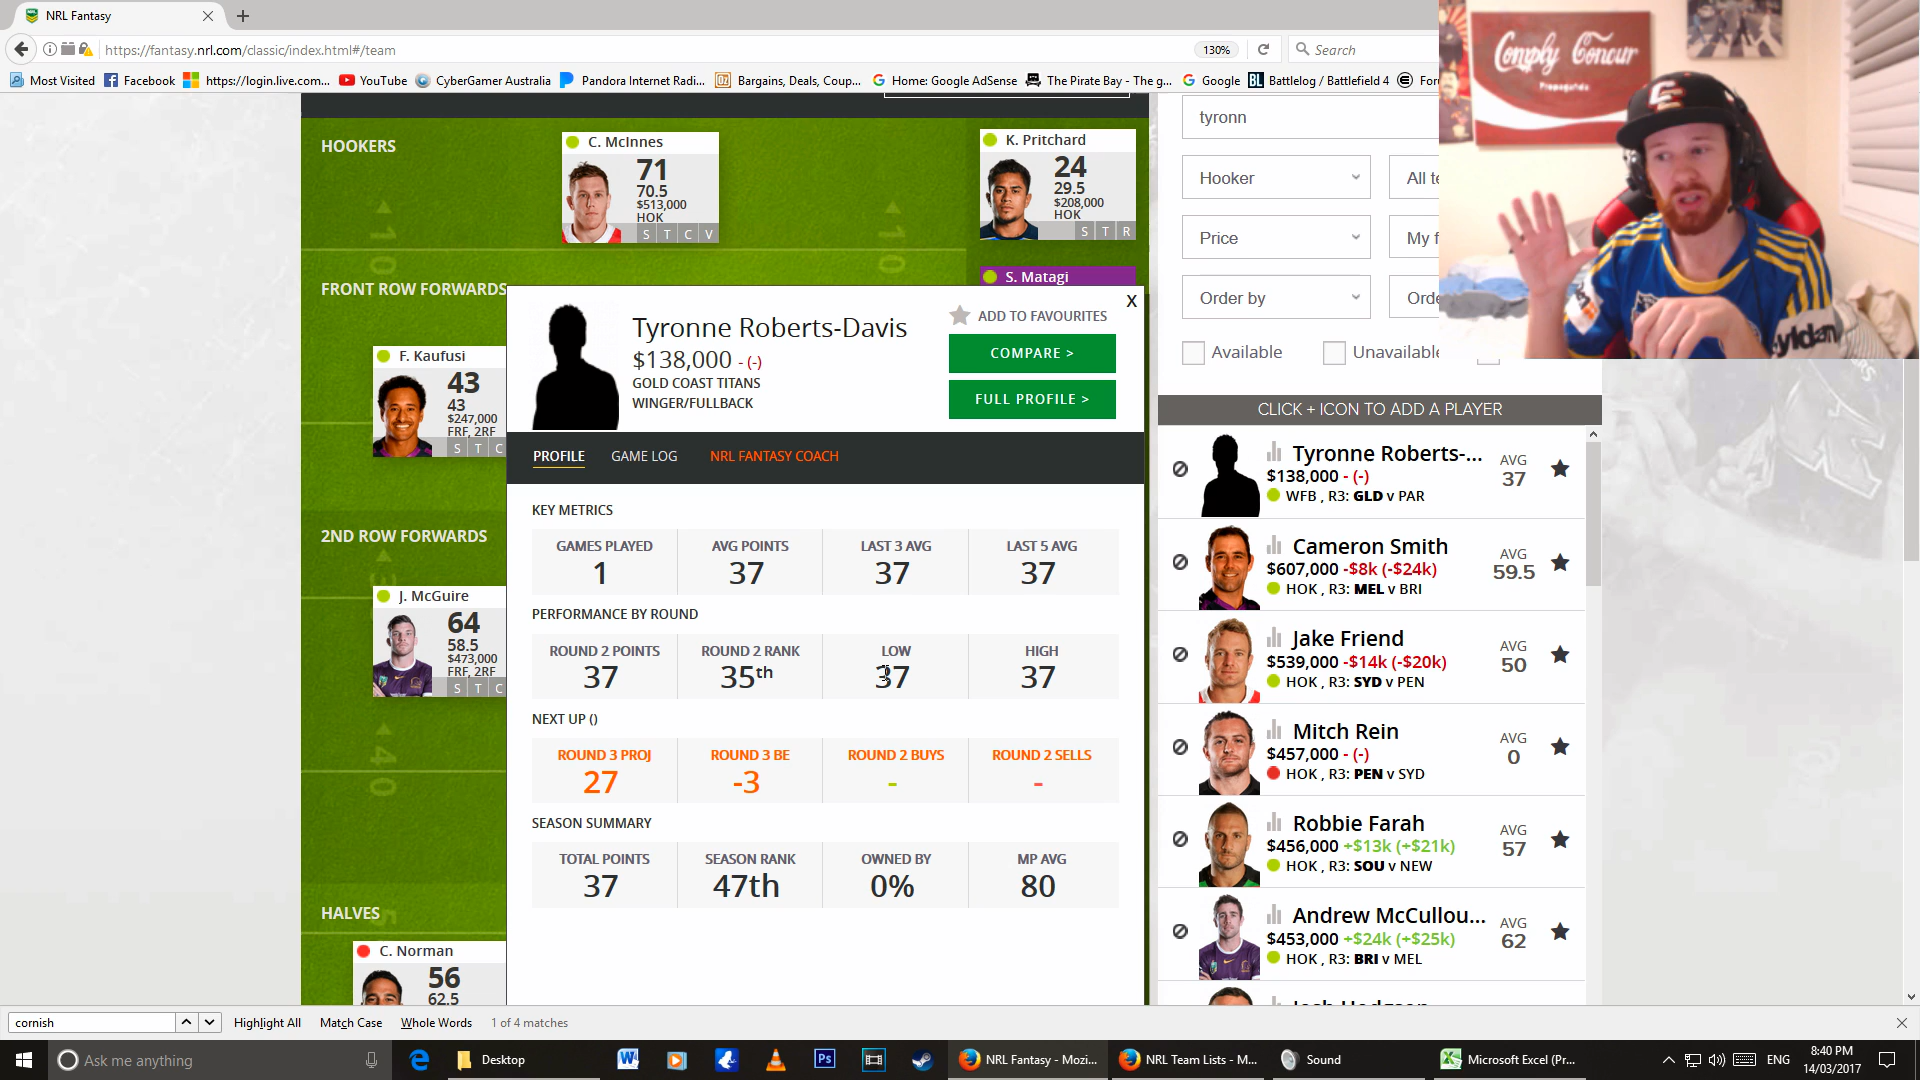 NRL Fantasy
https://fantasy.nrl.com/classic/index.html#/team
130%
Search
Most Visited
Facebook
https://login.live.com...
YouTube
CyberGamer Australia
Pandora Internet Radi...
Bargains, Deals, Coup...
Home: Google AdSense
The Pirate Bay - The g...
Google
Battlelog / Battlefield 4
For
Comply Concur
Propaganda
HOOKERS
C. McInnes
71
70.5
$513,000
HOK
S T C V
K. Pritchard
24
29.5
$208,000
HOK
S T R
S. Matagi
FRONT ROW FORWARDS
F. Kaufusi
43
43
$247,000
FRF, 2RF
S T C
2ND ROW FORWARDS
J. McGuire
64
58.5
$473,000
FRF, 2RF
S T C
HALVES
C. Norman
56
62.5
Tyronne Roberts-Davis
$138,000 - (-)
GOLD COAST TITANS
WINGER/FULLBACK
X
ADD TO FAVOURITES
COMPARE >
FULL PROFILE >
PROFILE
GAME LOG
NRL FANTASY COACH
KEY METRICS
GAMES PLAYED AVG POINTS LAST 3 AVG LAST 5 AVG
1 37 37 37
PERFORMANCE BY ROUND
ROUND 2 POINTS ROUND 2 RANK LOW HIGH
37 35th 37 37
NEXT UP ()
ROUND 3 PROJ ROUND 3 BE ROUND 2 BUYS ROUND 2 SELLS
27 -3 - -
SEASON SUMMARY
TOTAL POINTS SEASON RANK OWNED BY MP AVG
37 47th 0% 80
tyronn
Hooker
All te
Price
My f
Order by
Orde
Available
Unavailable
CLICK + ICON TO ADD A PLAYER
Tyronne Roberts-...
$138,000 - (-)
WFB , R3: GLD v PAR
AVG
37
Cameron Smith
$607,000 -$8k (-$24k)
HOK , R3: MEL v BRI
AVG
59.5
Jake Friend
$539,000 -$14k (-$20k)
HOK , R3: SYD v PEN
AVG
50
Mitch Rein
$457,000 - (-)
HOK , R3: PEN v SYD
AVG
0
Robbie Farah
$456,000 +$13k (+$21k)
HOK , R3: SOU v NEW
AVG
57
Andrew McCullou...
$453,000 +$24k (+$25k)
HOK , R3: BRI v MEL
AVG
62
cornish
Highlight All
Match Case
Whole Words
1 of 4 matches
Ask me anything
Desktop
NRL Fantasy - Mozi...
NRL Team Lists - M...
Sound
Microsoft Excel (Pr...
ENG
8:40 PM
14/03/2017